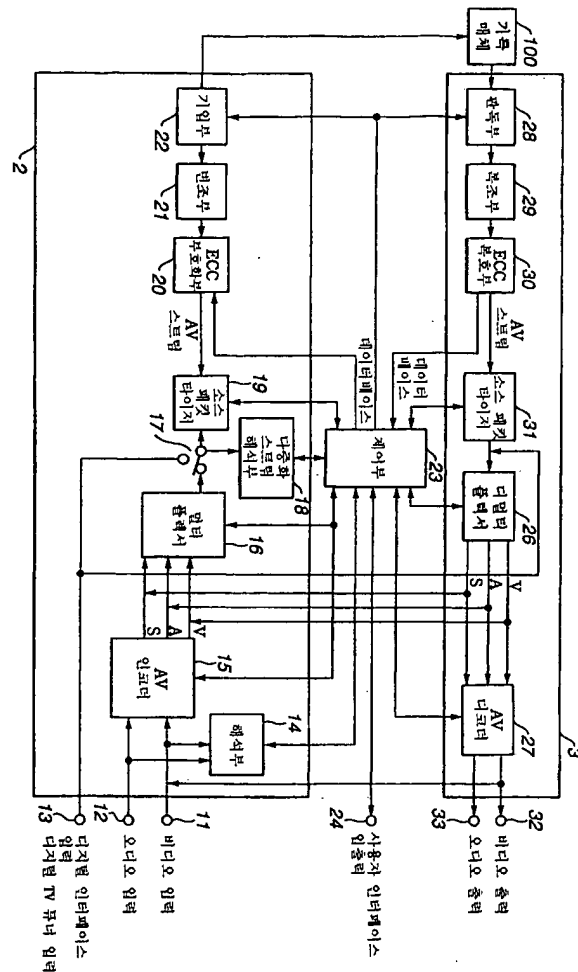 32
비디오 출력
33
오디오 출력
24
사용자 인터페이스
입출력
11
비디오 입력
12
오디오 입력
13
디지털 인터페이스
입력
디지털 TV 튜너 입력
3
27
AV
디코더
14
해석부
15
AV
인코더
V
A
S
V
A
S
26
디멀티
플렉서
16
멀티
플렉서
31
소스
패킷
타이저
23
제어부
18
다중화
스트림
해석부
17
19
소스
패킷
타이저
AV
스트림
데이터
베이스
데이터베이스
AV
스트림
30
ECC
복호부
20
ECC
부호화부
29
복조부
21
변조부
28
판독부
22
기입부
100
기록
매체
2